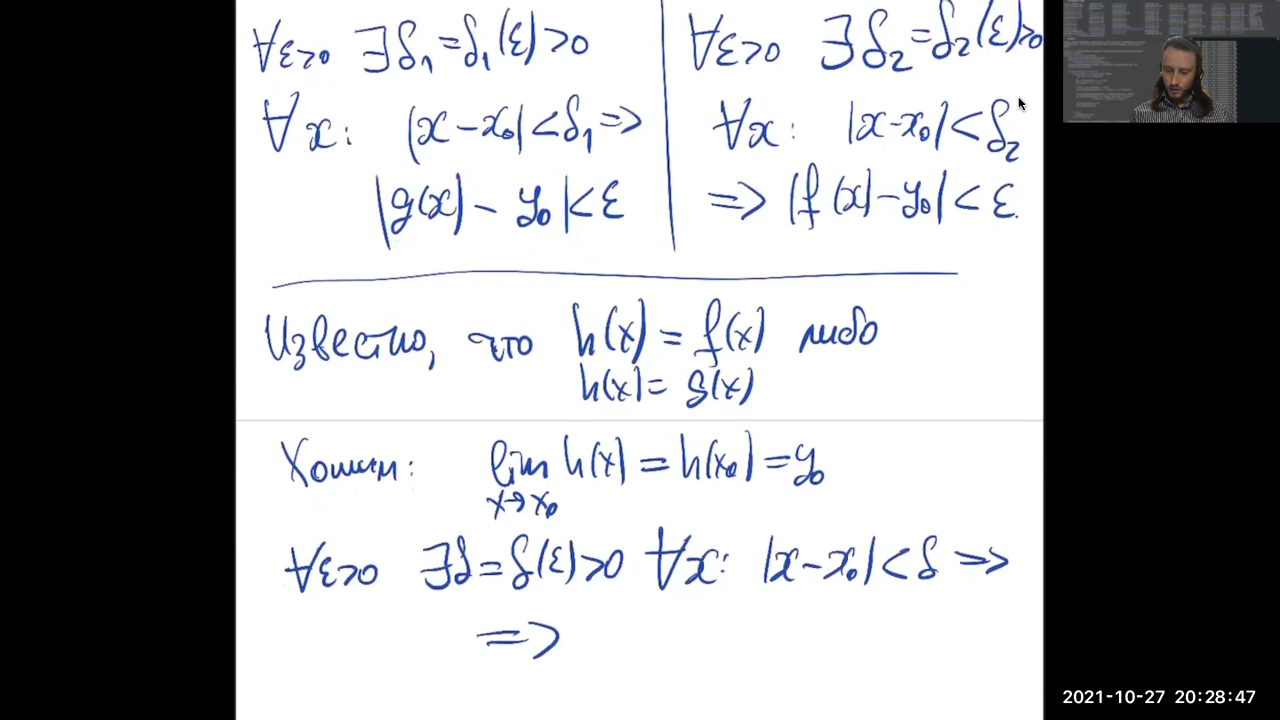 ∀ε>0 ∃δ₁=δ₁(ε)>0
∀x: |x-x₀|<δ₁ =>
|g(x)-y₀|<ε
∀ε>0 ∃δ₂=δ₂(ε)>0
∀x: |x-x₀|<δ₂
=> |f(x)-y₀|<ε.
Известно, что h(x)=f(x) либо
h(x)=g(x)
Хотим: lim h(x)=h(x₀)=y₀
x→x₀
∀ε>0 ∃δ=δ(ε)>0 ∀x: |x-x₀|<δ =>
=>
2021-10-27 20:28:47